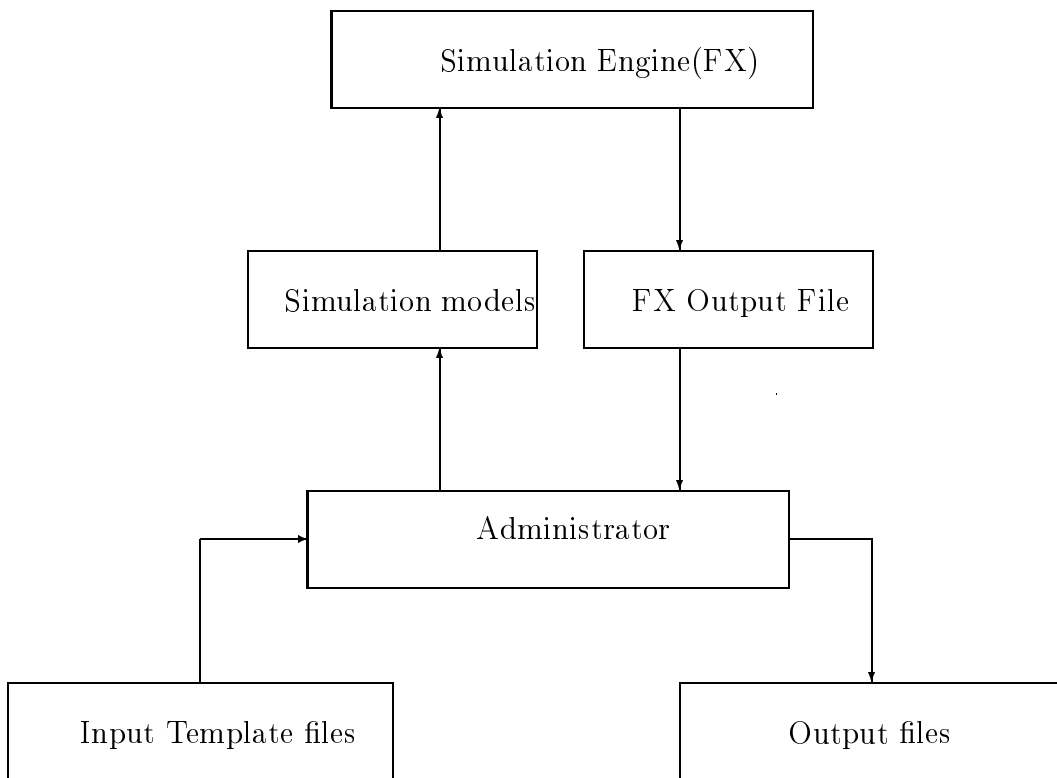 Simulation Engine(FX)
Simulation models
FX Output File
Administrator
Input Template files
Output files